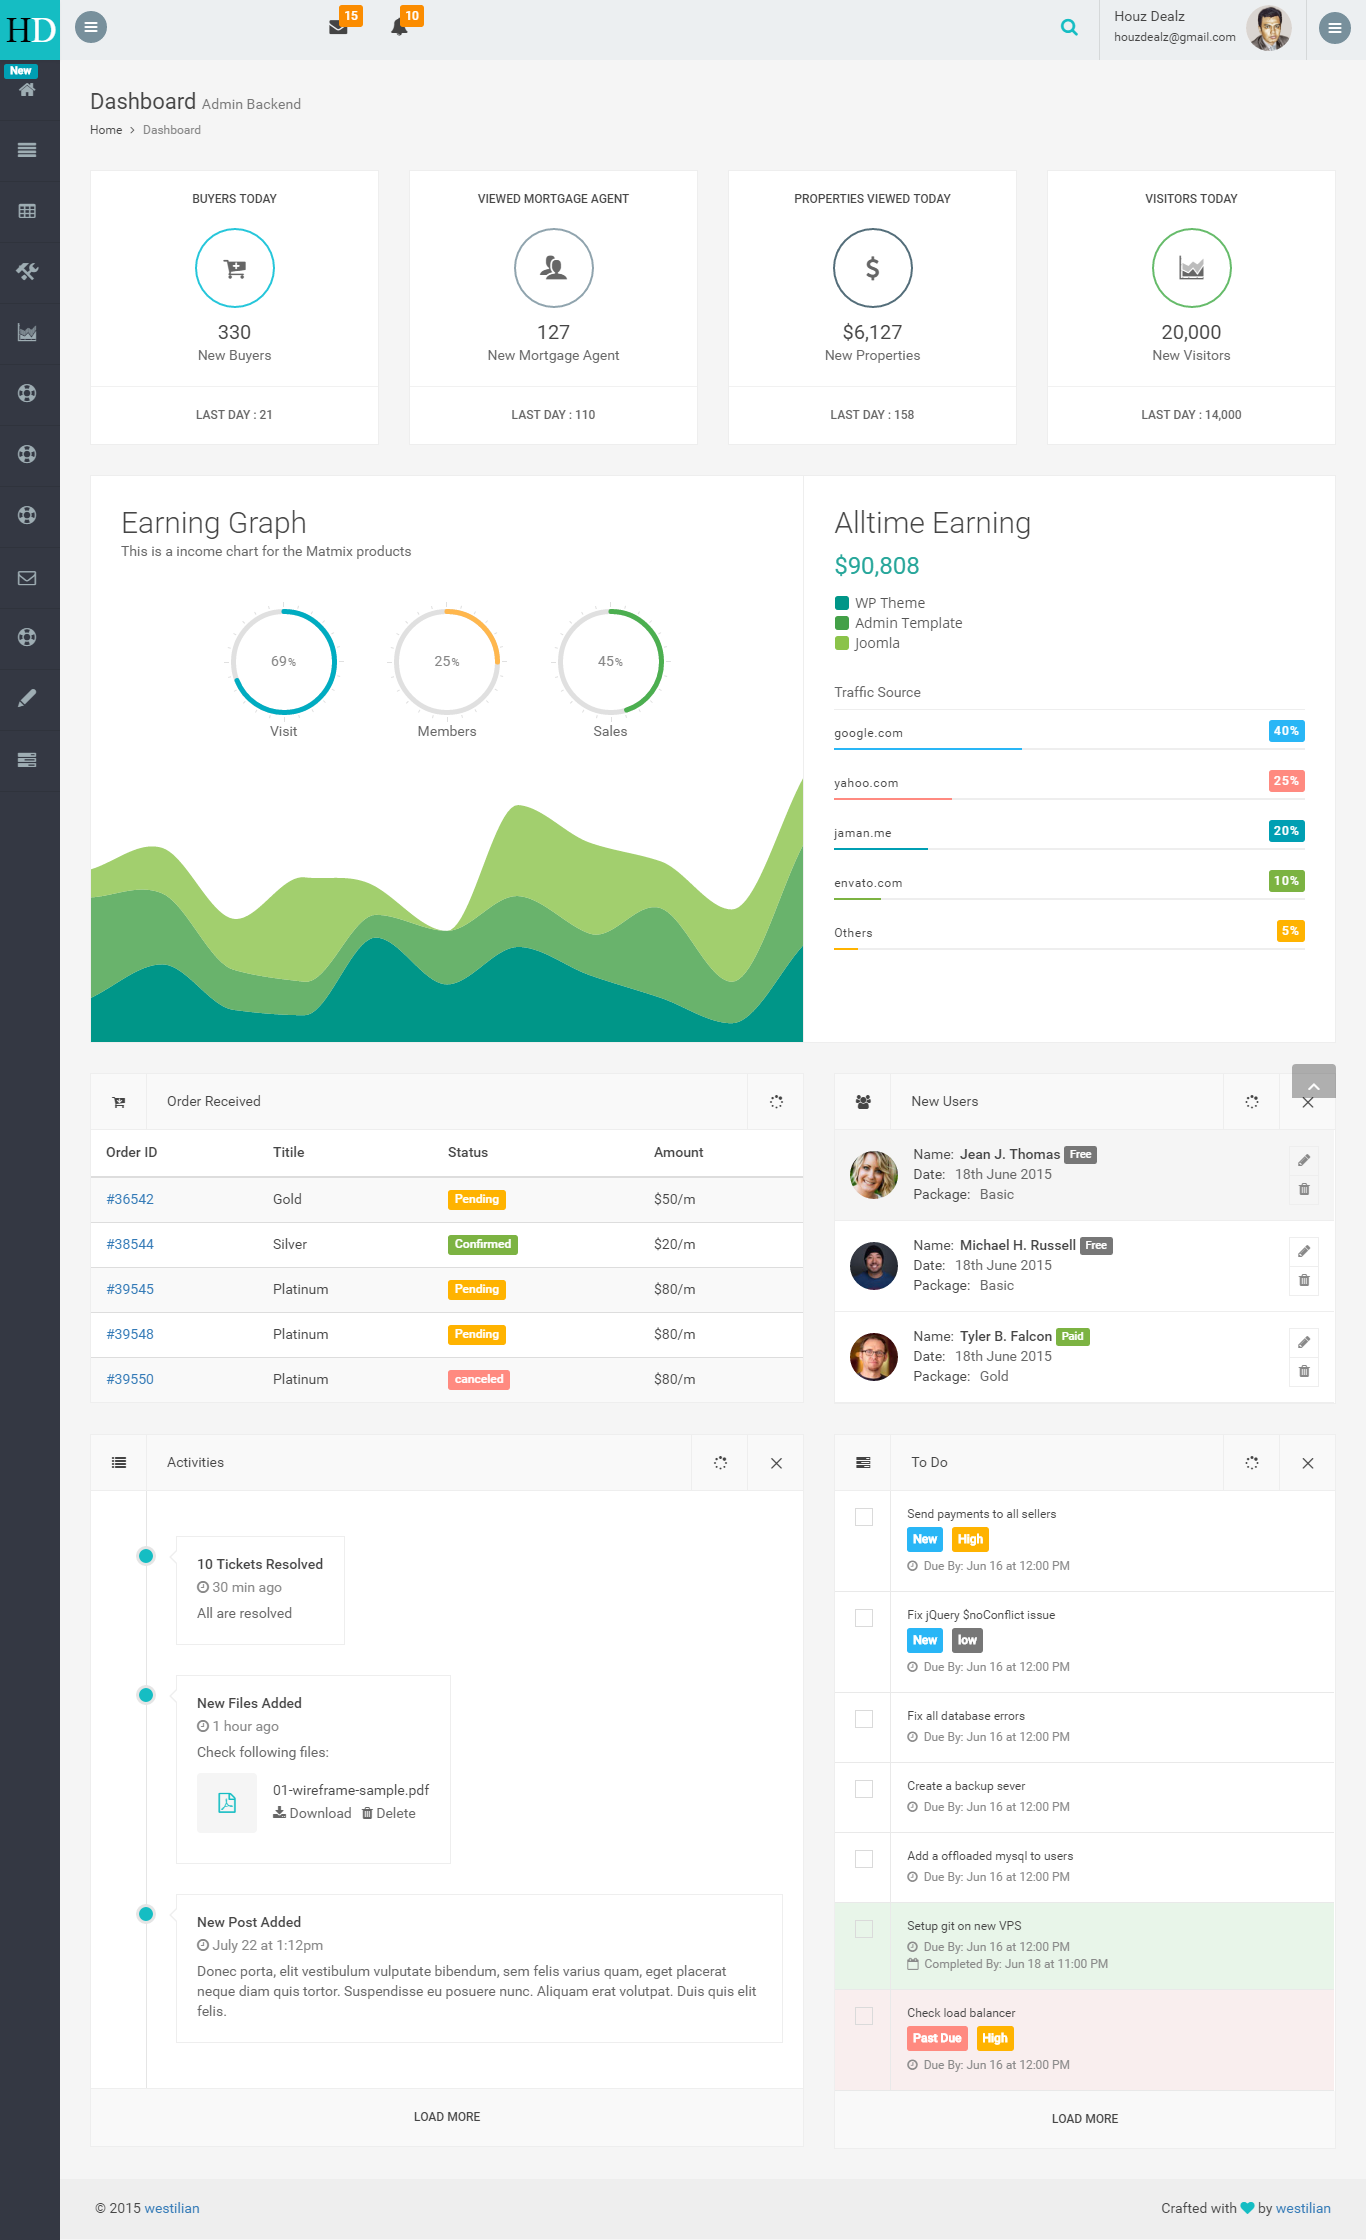 HD
15
10
Houz Dealz
houzdealz@gmail.com
New
Dashboard Admin Backend
Home > Dashboard
BUYERS TODAY
330
New Buyers
LAST DAY : 21
VIEWED MORTGAGE AGENT
127
New Mortgage Agent
LAST DAY : 110
PROPERTIES VIEWED TODAY
$
$6,127
New Properties
LAST DAY : 158
VISITORS TODAY
20,000
New Visitors
LAST DAY : 14,000
Earning Graph
This is a income chart for the Matmix products
69%
Visit
25%
Members
45%
Sales
Alltime Earning
$90,808
WP Theme
Admin Template
Joomla
Traffic Source
google.com 40%
yahoo.com 25%
jaman.me 20%
envato.com 10%
Others 5%
Order Received
Order ID Titile Status Amount
#36542 Gold Pending $50/m
#38544 Silver Confirmed $20/m
#39545 Platinum Pending $80/m
#39548 Platinum Pending $80/m
#39550 Platinum canceled $80/m
New Users
Name: Jean J. Thomas Free
Date: 18th June 2015
Package: Basic
Name: Michael H. Russell Free
Date: 18th June 2015
Package: Basic
Name: Tyler B. Falcon Paid
Date: 18th June 2015
Package: Gold
Activities
10 Tickets Resolved
30 min ago
All are resolved
New Files Added
1 hour ago
Check following files:
01-wireframe-sample.pdf
Download Delete
New Post Added
July 22 at 1:12pm
Donec porta, elit vestibulum vulputate bibendum, sem felis varius quam, eget placerat
neque diam quis tortor. Suspendisse eu posuere nunc. Aliquam erat volutpat. Duis quis elit
felis.
LOAD MORE
To Do
Send payments to all sellers
New High
Due By: Jun 16 at 12:00 PM
Fix jQuery $noConflict issue
New low
Due By: Jun 16 at 12:00 PM
Fix all database errors
Due By: Jun 16 at 12:00 PM
Create a backup sever
Due By: Jun 16 at 12:00 PM
Add a offloaded mysql to users
Due By: Jun 16 at 12:00 PM
Setup git on new VPS
Due By: Jun 16 at 12:00 PM
Completed By: Jun 18 at 11:00 PM
Check load balancer
Past Due High
Due By: Jun 16 at 12:00 PM
LOAD MORE
© 2015 westilian
Crafted with by westilian